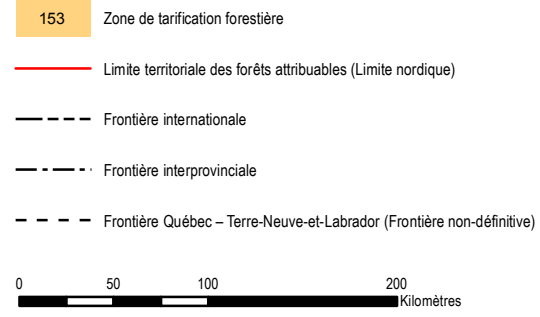 153 Zone de tarification forestière
Limite territoriale des forêts attribuables (Limite nordique)
Frontière internationale
Frontière interprovinciale
Frontière Québec – Terre-Neuve-et-Labrador (Frontière non-définitive)
0 50 100 200
Kilomètres